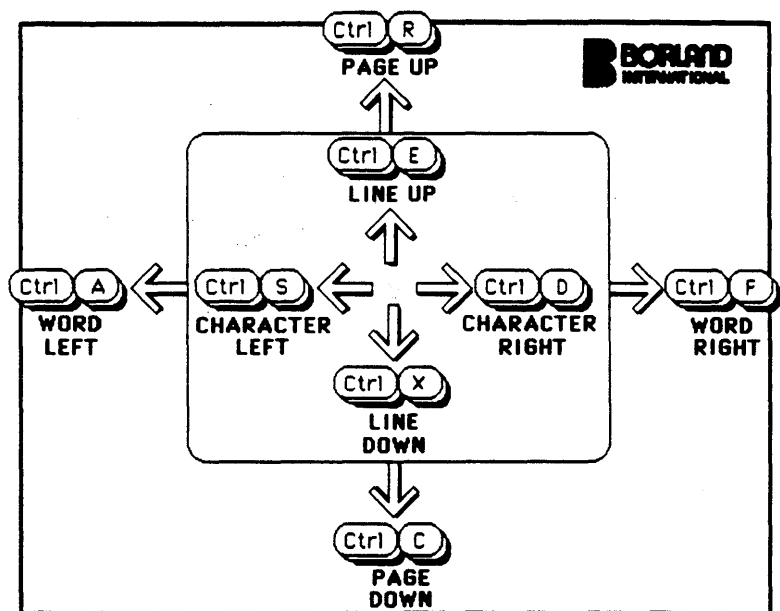 Ctrl R
PAGE UP
BORLAND
INTERNATIONAL
Ctrl E
LINE UP
Ctrl A
WORD
LEFT
Ctrl S
CHARACTER
LEFT
Ctrl D
CHARACTER
RIGHT
Ctrl F
WORD
RIGHT
Ctrl X
LINE
DOWN
Ctrl C
PAGE
DOWN